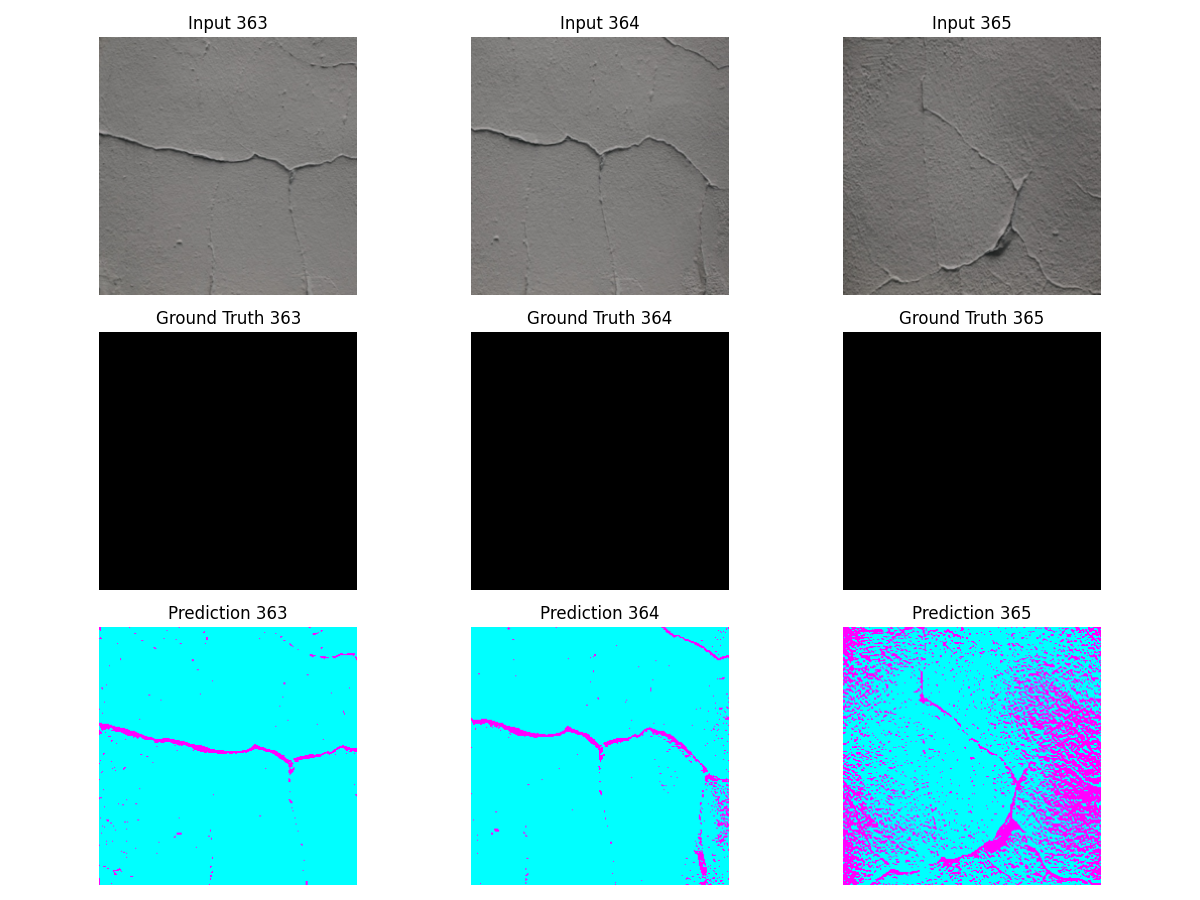 Input 363
Input 364
Input 365
Ground Truth 363
Ground Truth 364
Ground Truth 365
Prediction 363
Prediction 364
Prediction 365